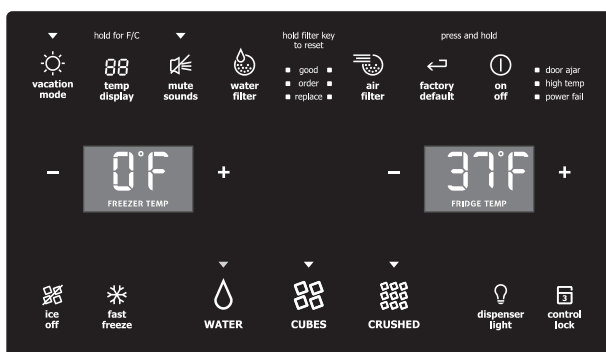 hold for F/C
hold filter key
to reset
press and hold
vacation
mode
88
temp
display
mute
sounds
water
filter
good
order
replace
air
filter
factory
default
on
off
door ajar
high temp
power fail
– 0°F +
FREEZER TEMP
– 37°F +
FRIDGE TEMP
ice
off
fast
freeze
WATER
CUBES
CRUSHED
dispenser
light
3
control
lock